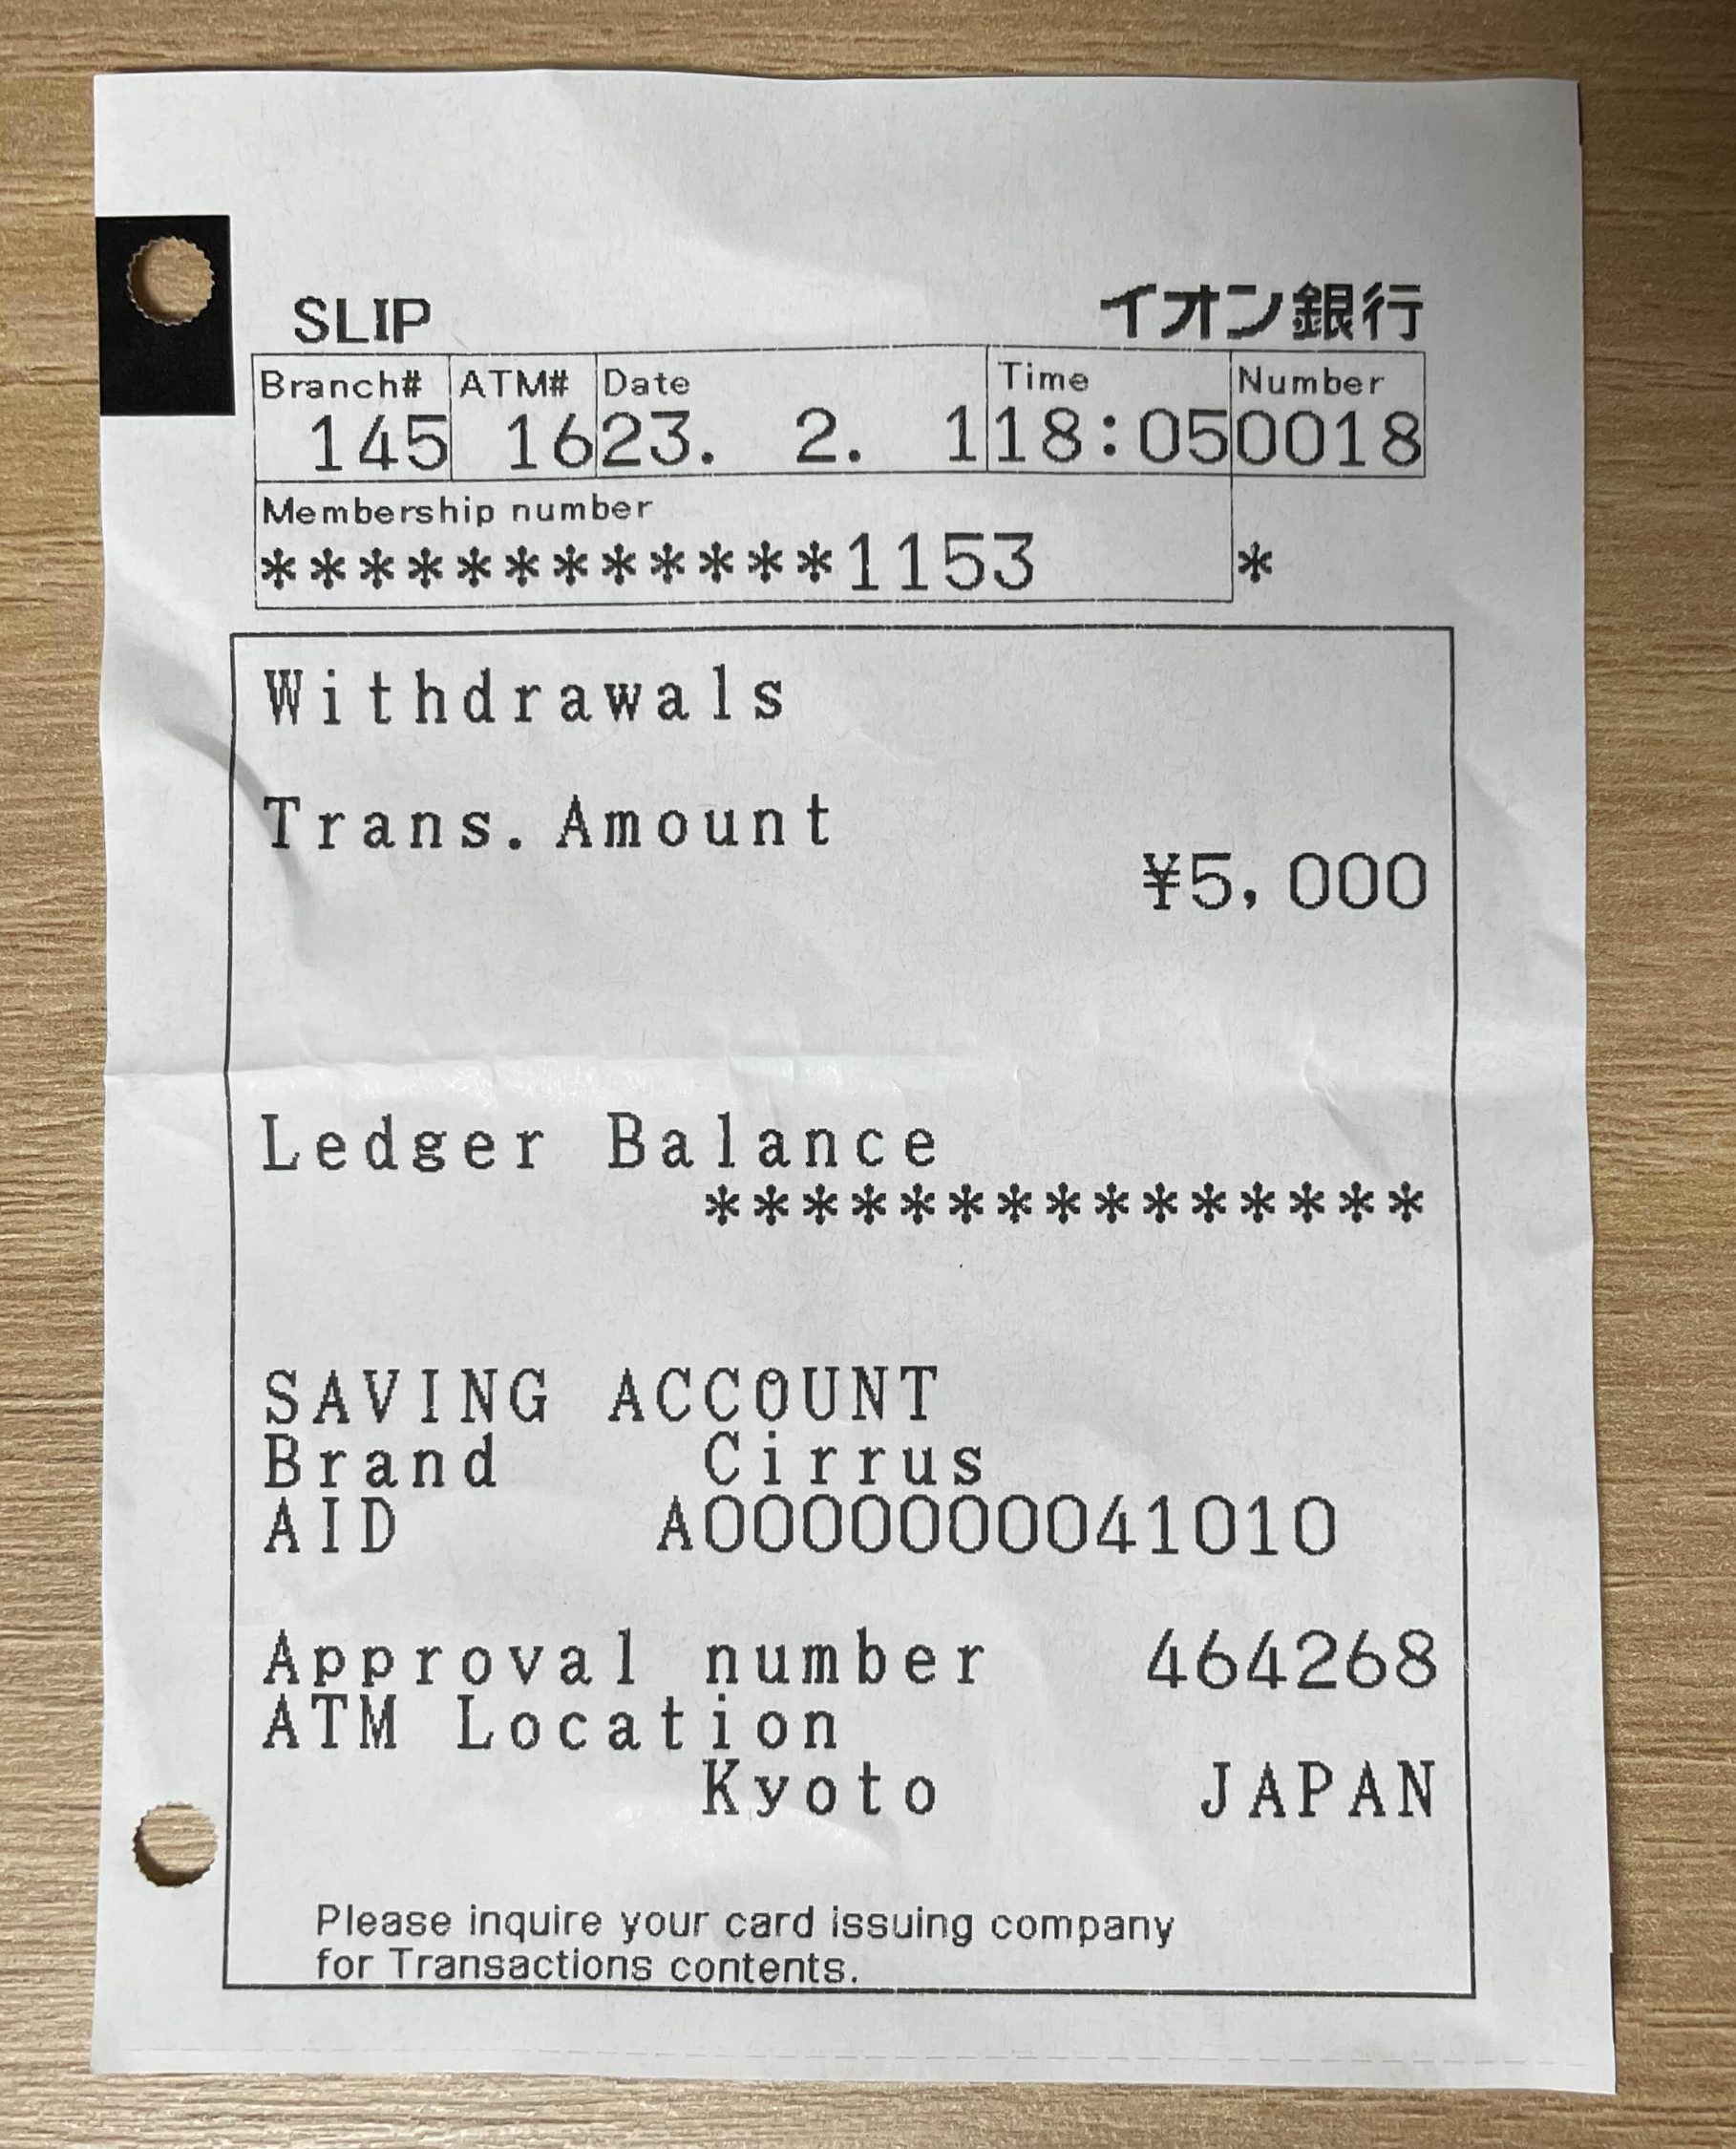 SLIP イオン銀行
Branch# ATM# Date Time Number
145 16 23. 2. 1 18:05 0018
Membership number
************1153 *
Withdrawals
Trans. Amount
¥5,000
Ledger Balance
***************
SAVING ACCOUNT
Brand Cirrus
AID A0000000041010
Approval number 464268
ATM Location
Kyoto JAPAN
Please inquire your card issuing company
for Transactions contents.